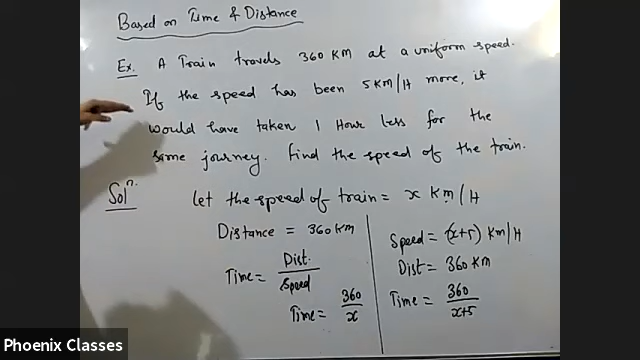 Based on Time & Distance
Ex. A Train travels 360 KM at a uniform speed.
If the speed has been 5 KM/H more, it
would have taken 1 Hour less for the
same journey. Find the speed of the train.
Solⁿ. Let the speed of train = x Km/H
Distance = 360 KM
Time = Dist. / Speed
Time = 360 / x
Speed = (x+5) KM/H
Dist = 360 KM
Time = 360 / x+5
Phoenix Classes